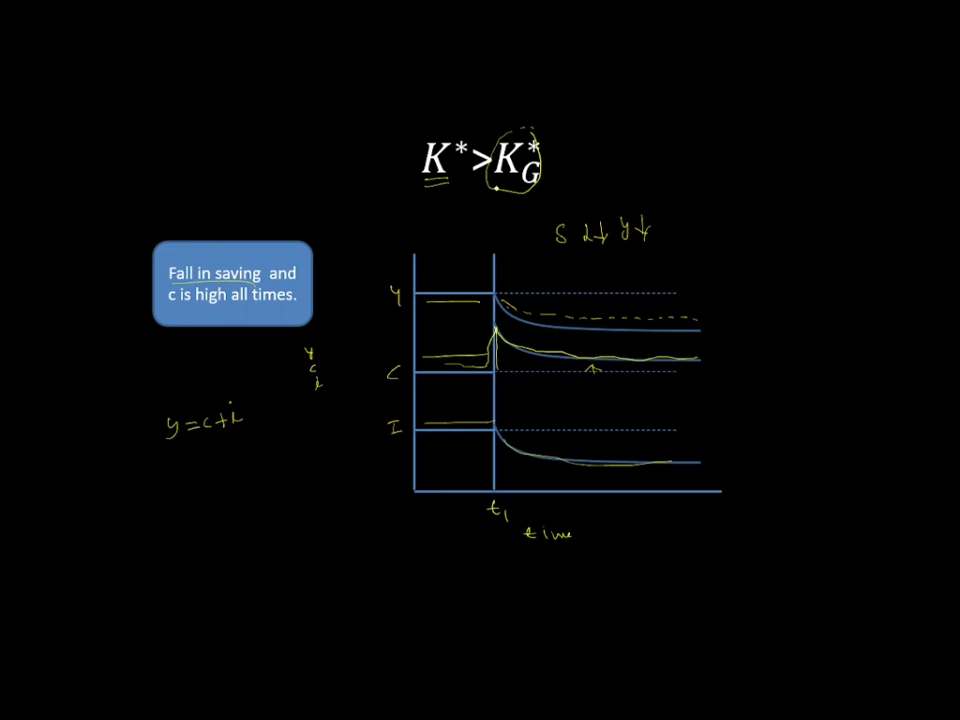 K* > K*G
S i↓ y↓
Fall in saving and
c is high all times.
Y
C
I
Y
c
i
y = c + i
t1
time